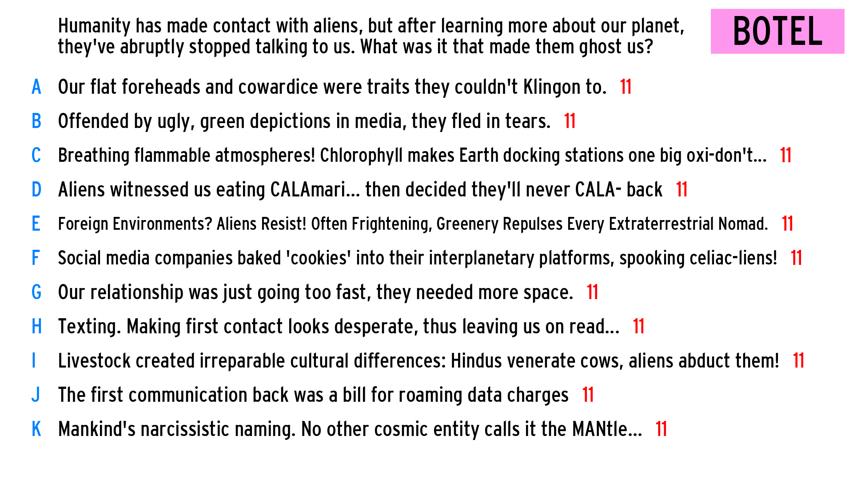 Humanity has made contact with aliens, but after learning more about our planet,
they've abruptly stopped talking to us. What was it that made them ghost us?
BOTEL
A Our flat foreheads and cowardice were traits they couldn't Klingon to. 11
B Offended by ugly, green depictions in media, they fled in tears. 11
C Breathing flammable atmospheres! Chlorophyll makes Earth docking stations one big oxi-don't... 11
D Aliens witnessed us eating CALAmari... then decided they'll never CALA- back 11
E Foreign Environments? Aliens Resist! Often Frightening, Greenery Repulses Every Extraterrestrial Nomad. 11
F Social media companies baked 'cookies' into their interplanetary platforms, spooking celiac-liens! 11
G Our relationship was just going too fast, they needed more space. 11
H Texting. Making first contact looks desperate, thus leaving us on read... 11
I Livestock created irreparable cultural differences: Hindus venerate cows, aliens abduct them! 11
J The first communication back was a bill for roaming data charges 11
K Mankind's narcissistic naming. No other cosmic entity calls it the MANtle... 11